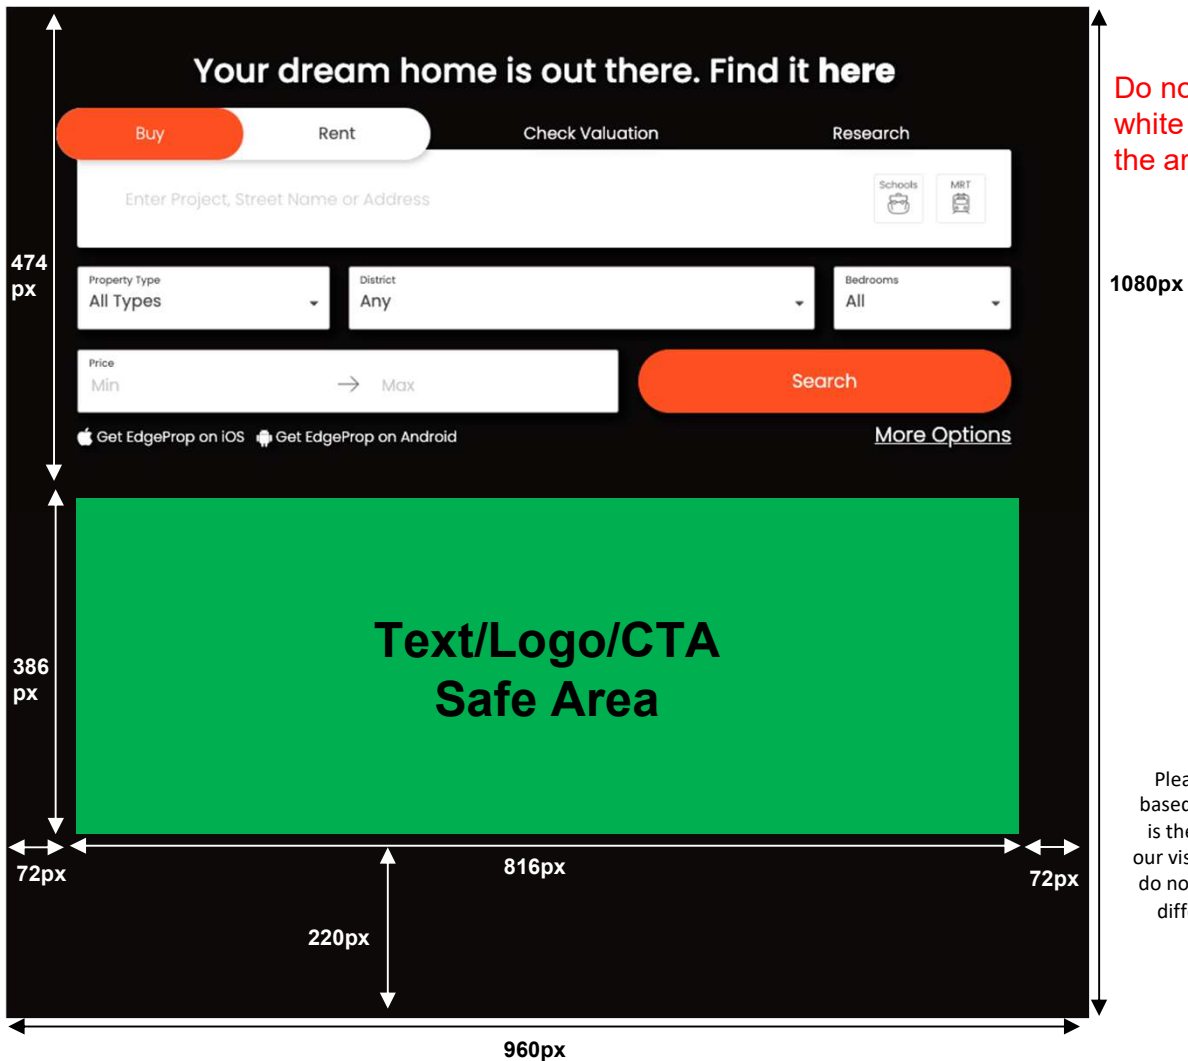 Your dream home is out there. Find it here
Buy
Rent
Check Valuation
Research
Enter Project, Street Name or Address
Schools
MRT
Property Type
All Types
District
Any
Bedrooms
All
Price
Min
Max
Search
Get EdgeProp on iOS
Get EdgeProp on Android
More Options
474
px
Text/Logo/CTA
Safe Area
386
px
72px
816px
72px
220px
960px
1080px
Do no
white
the ar
Plea
based
is the
our vis
do no
diff